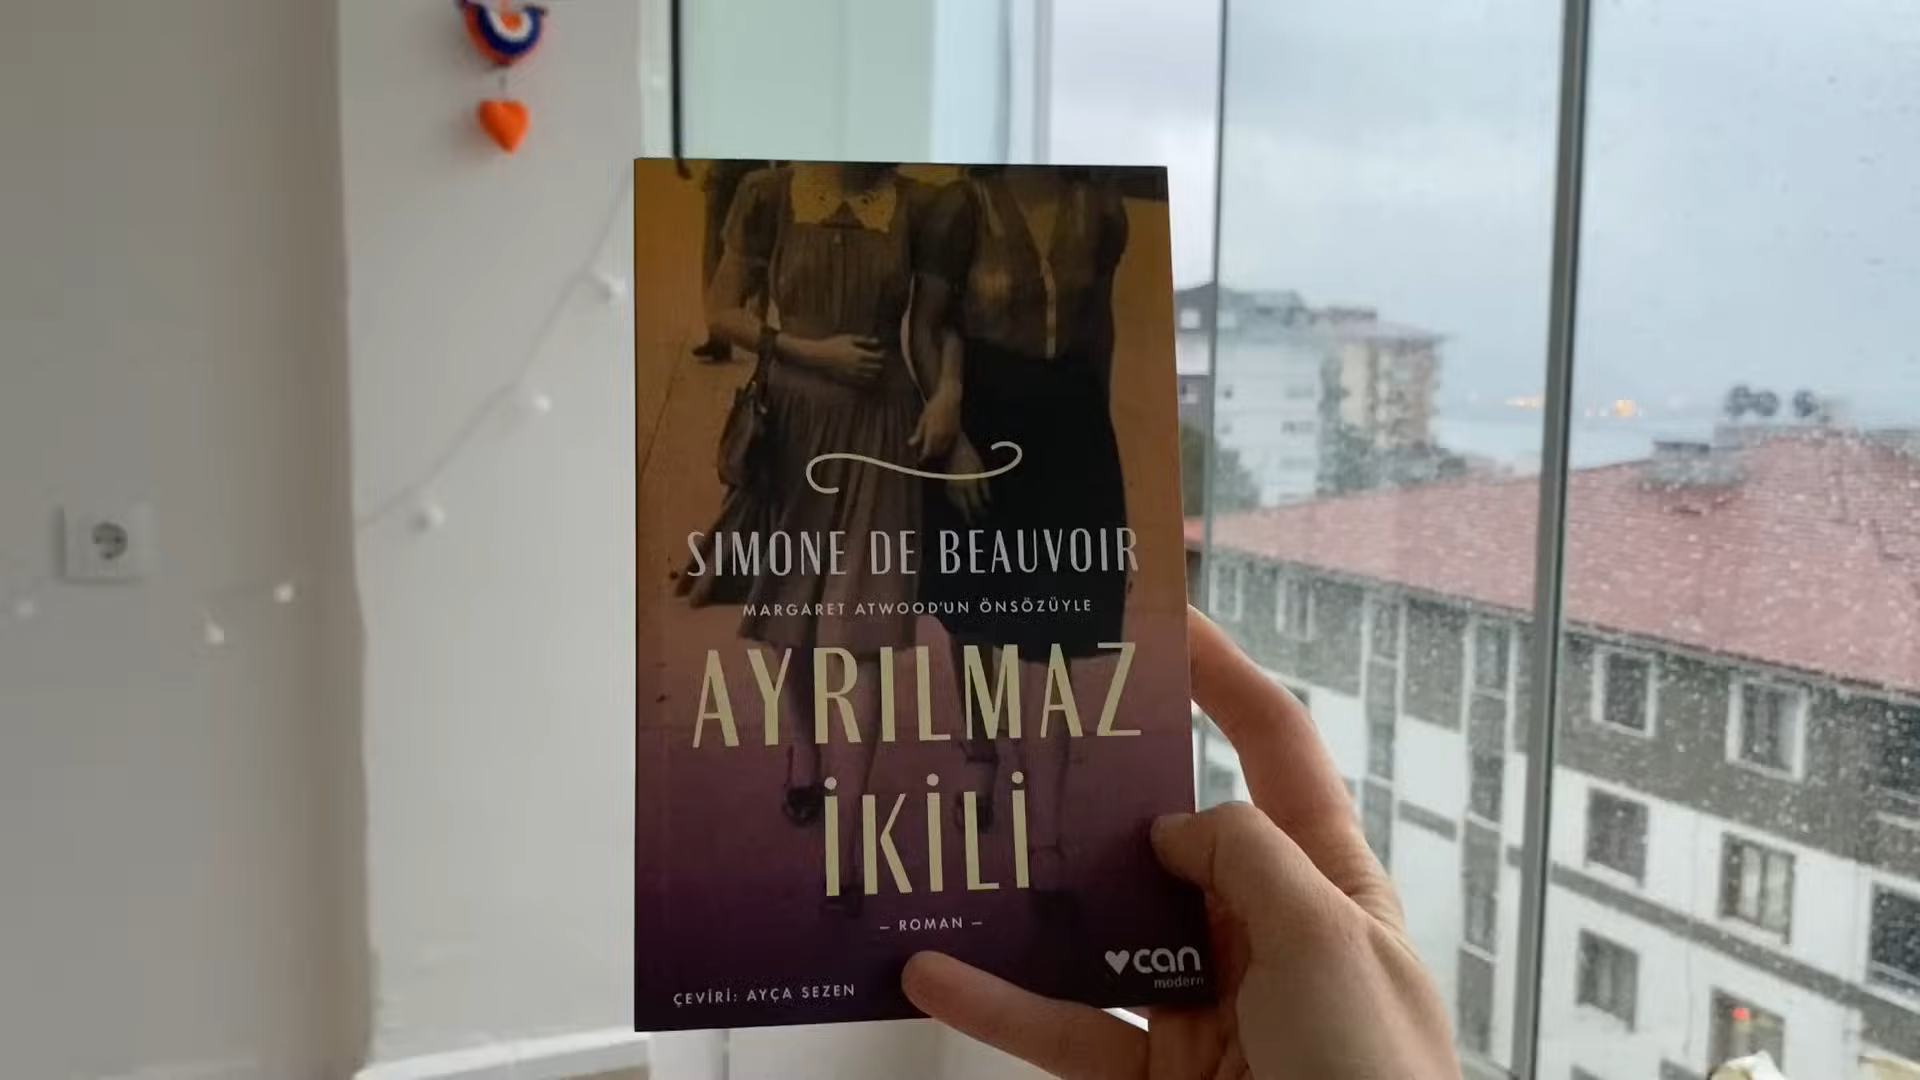 SIMONE DE BEAUVOIR
MARGARET ATWOOD'UN ÖNSÖZÜYLE
AYRILMAZ
İKİLİ
– ROMAN –
ÇEVİRİ: AYÇA SEZEN
can
modern